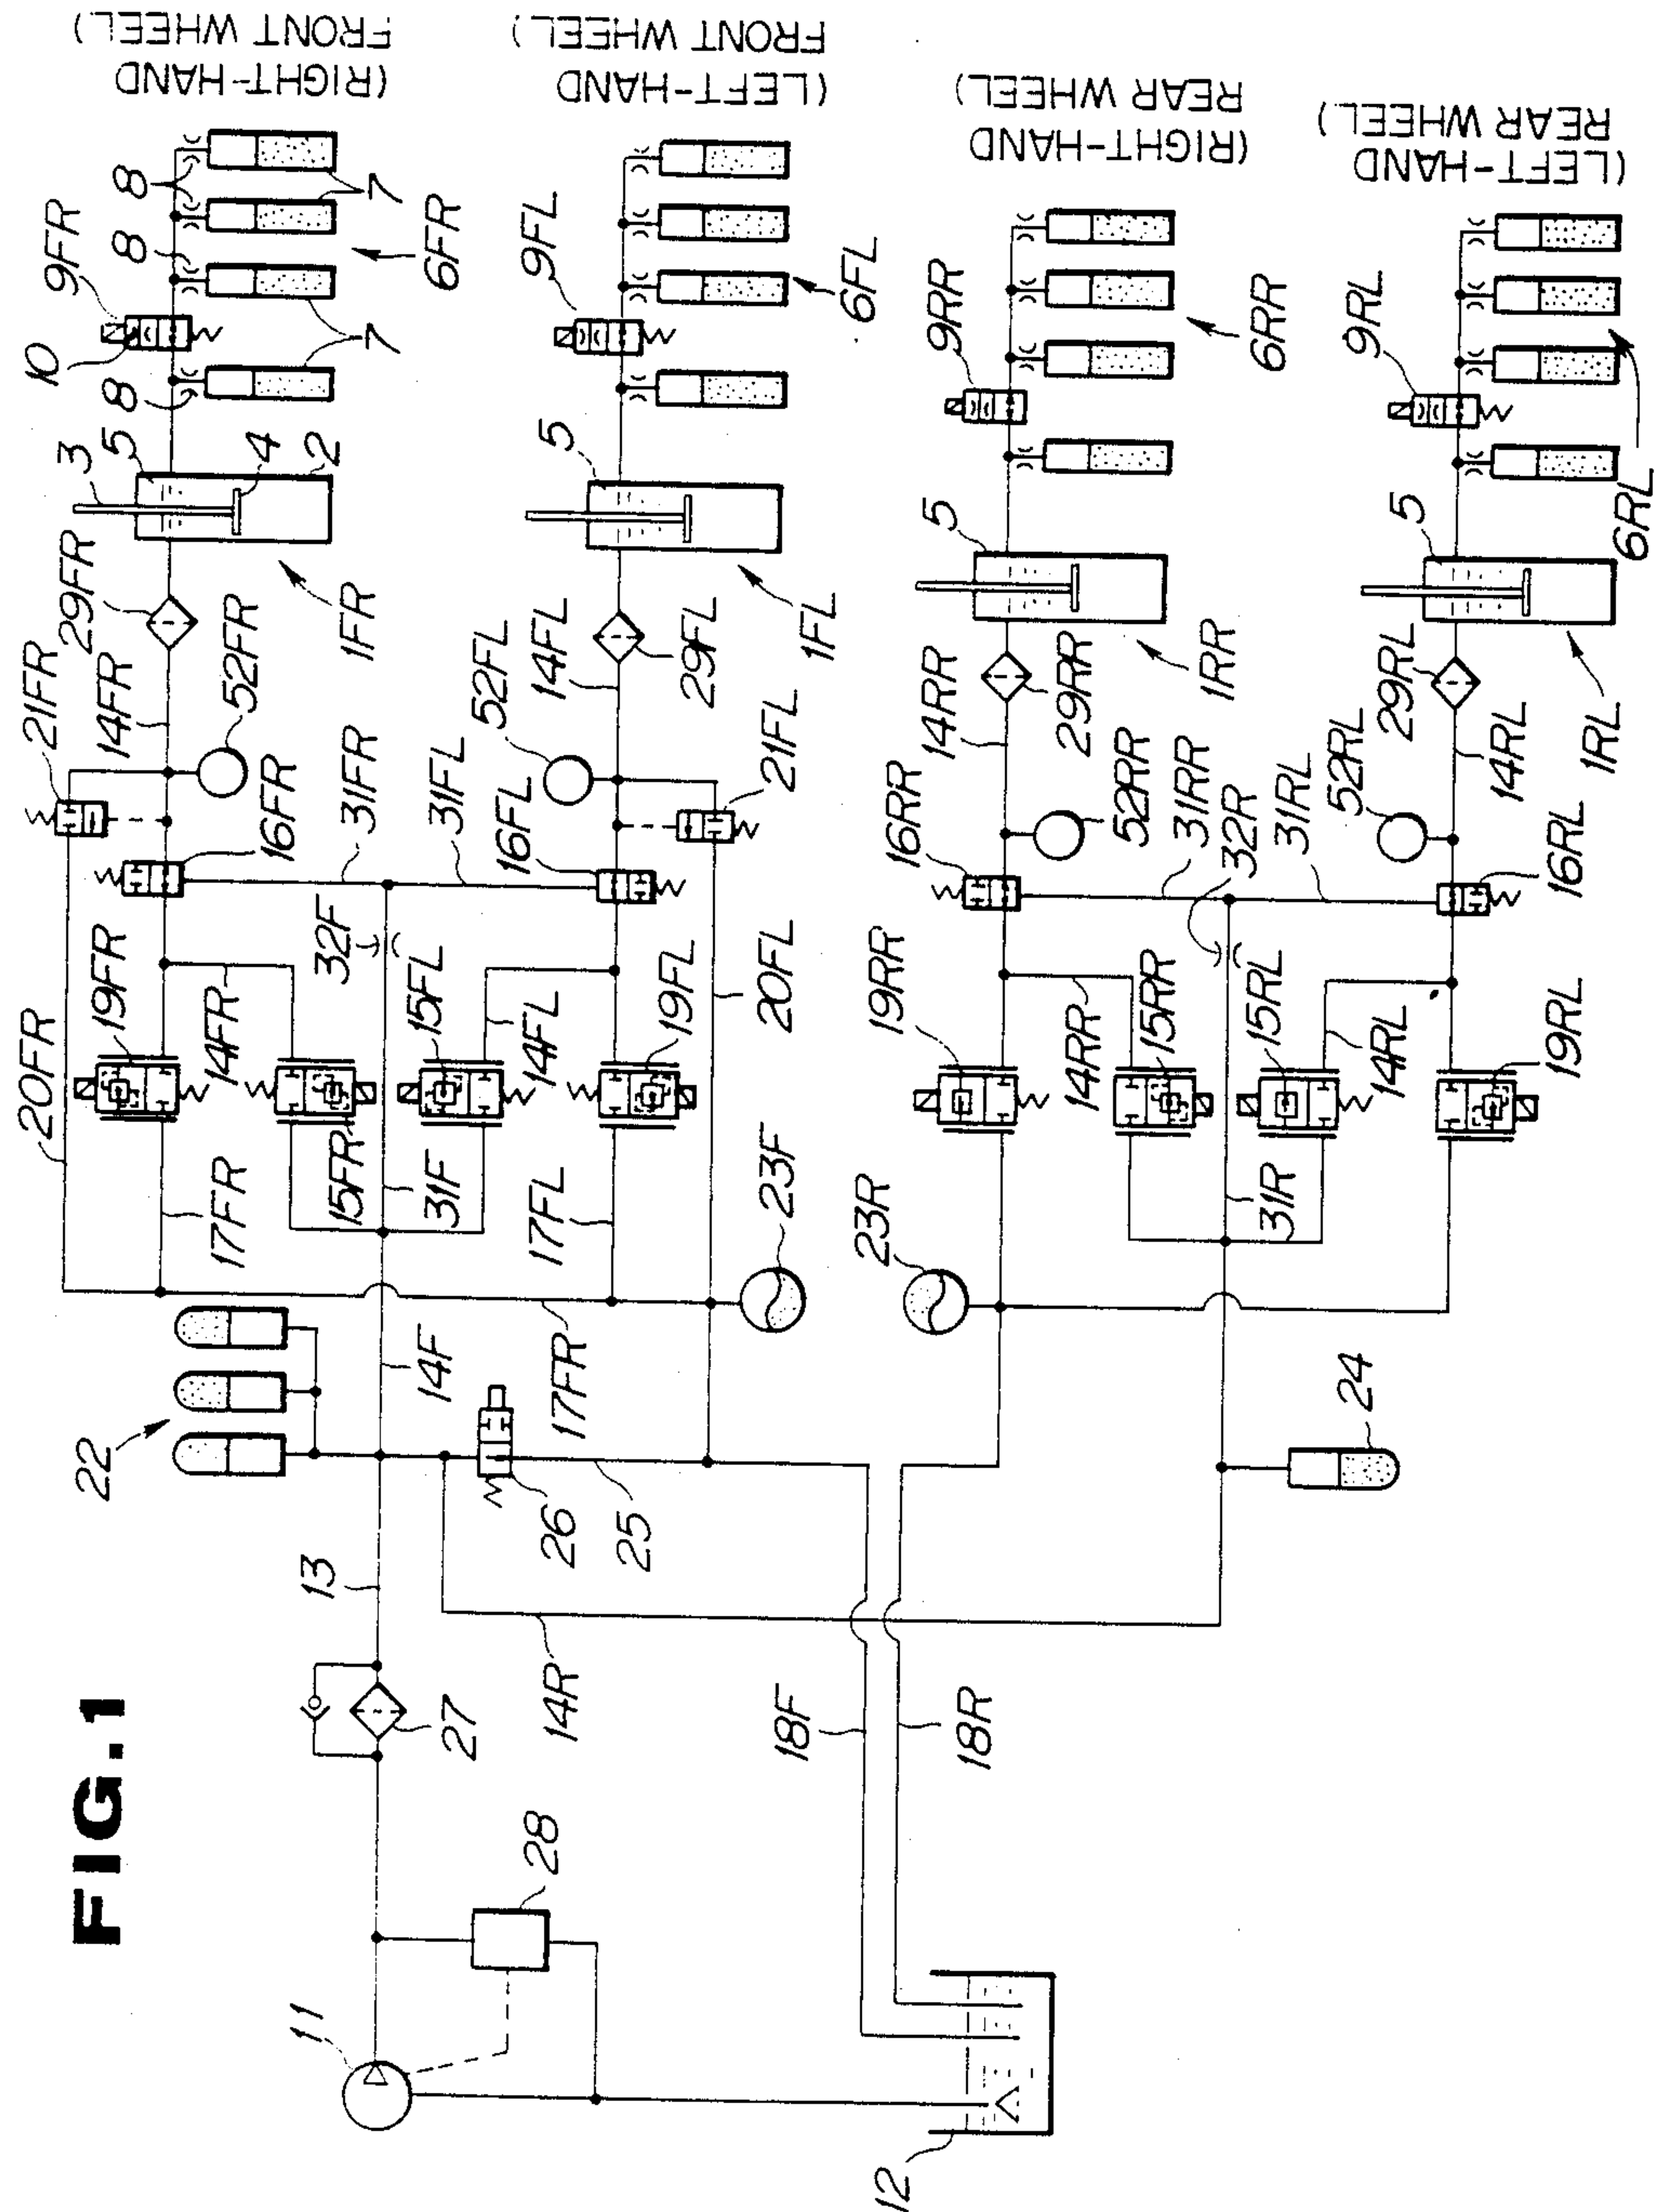 FIG.1
(RIGHT-HAND
FRONT WHEEL)
(LEFT-HAND
FRONT WHEEL)
(RIGHT-HAND
REAR WHEEL)
(LEFT-HAND
REAR WHEEL)
10
9FR
8
8
8
8
7
7
6FR
3
5
4
2
29FR
1FR
21FR
14FR
52FR
16FR
31FR
31FL
16FL
20FR
19FR
14FR
32F
15FL
14FL
19FL
20FL
17FR
15FR
31F
17FL
23F
22
14F
17FR
26
25
13
14R
27
28
11
12
18F
18R
9FL
6FL
5
1FL
14FL
29FL
52FL
21FL
9RR
6RR
5
1RR
14RR
29RR
52RR
16RR
31RR
32R
31RL
19RR
14RR
15RR
15RL
14RL
19RL
23R
31R
24
9RL
6RL
5
1RL
29RL
14RL
52RL
16RL